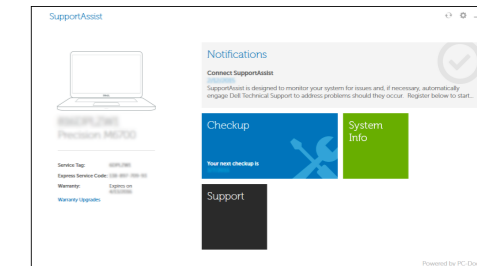 SupportAssist
Notifications
Connect SupportAssist
SupportAssist is designed to monitor your system for issues and, if necessary, automatically
engage Dell Technical Support to address problems should they occur. Register below to start...
Precision M6700
Checkup
System
Info
Service Tag:
Express Service Code:
Warranty: Expires on
Warranty Upgrades
Your next checkup is
Support
Powered by PC-Doc